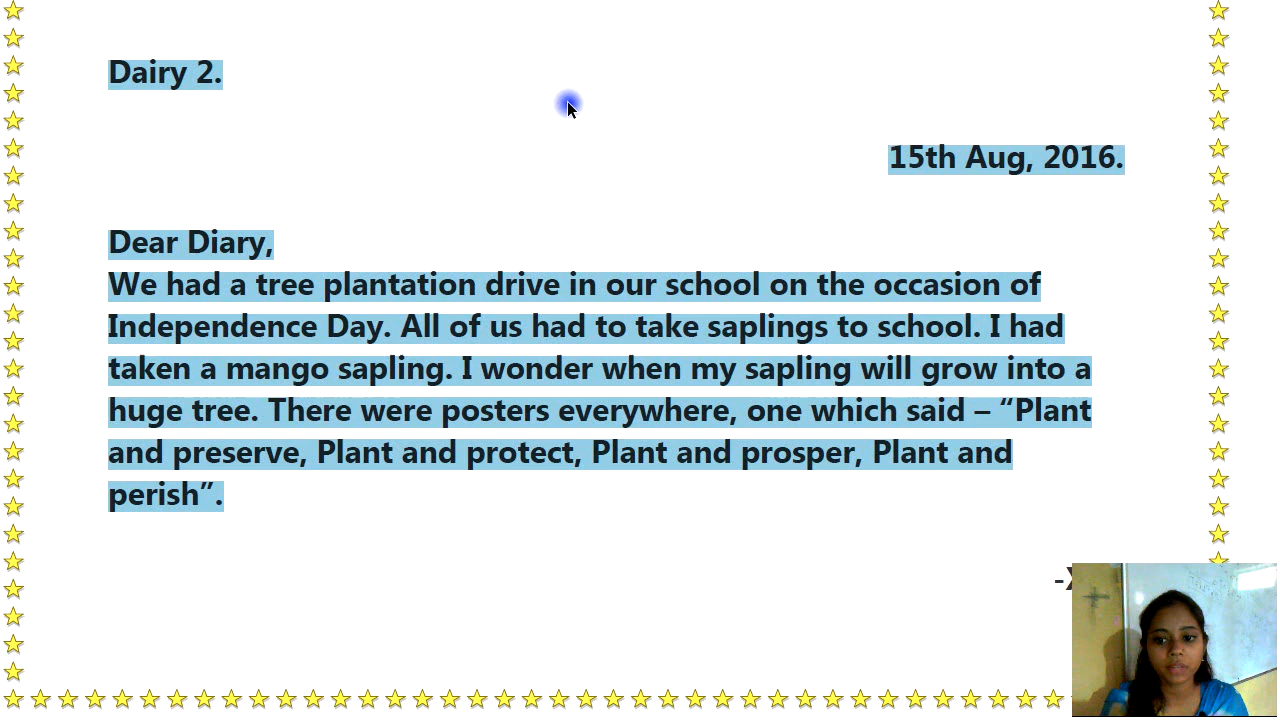 Dairy 2.
15th Aug, 2016.
Dear Diary,
We had a tree plantation drive in our school on the occasion of
Independence Day. All of us had to take saplings to school. I had
taken a mango sapling. I wonder when my sapling will grow into a
huge tree. There were posters everywhere, one which said – “Plant
and preserve, Plant and protect, Plant and prosper, Plant and
perish”.